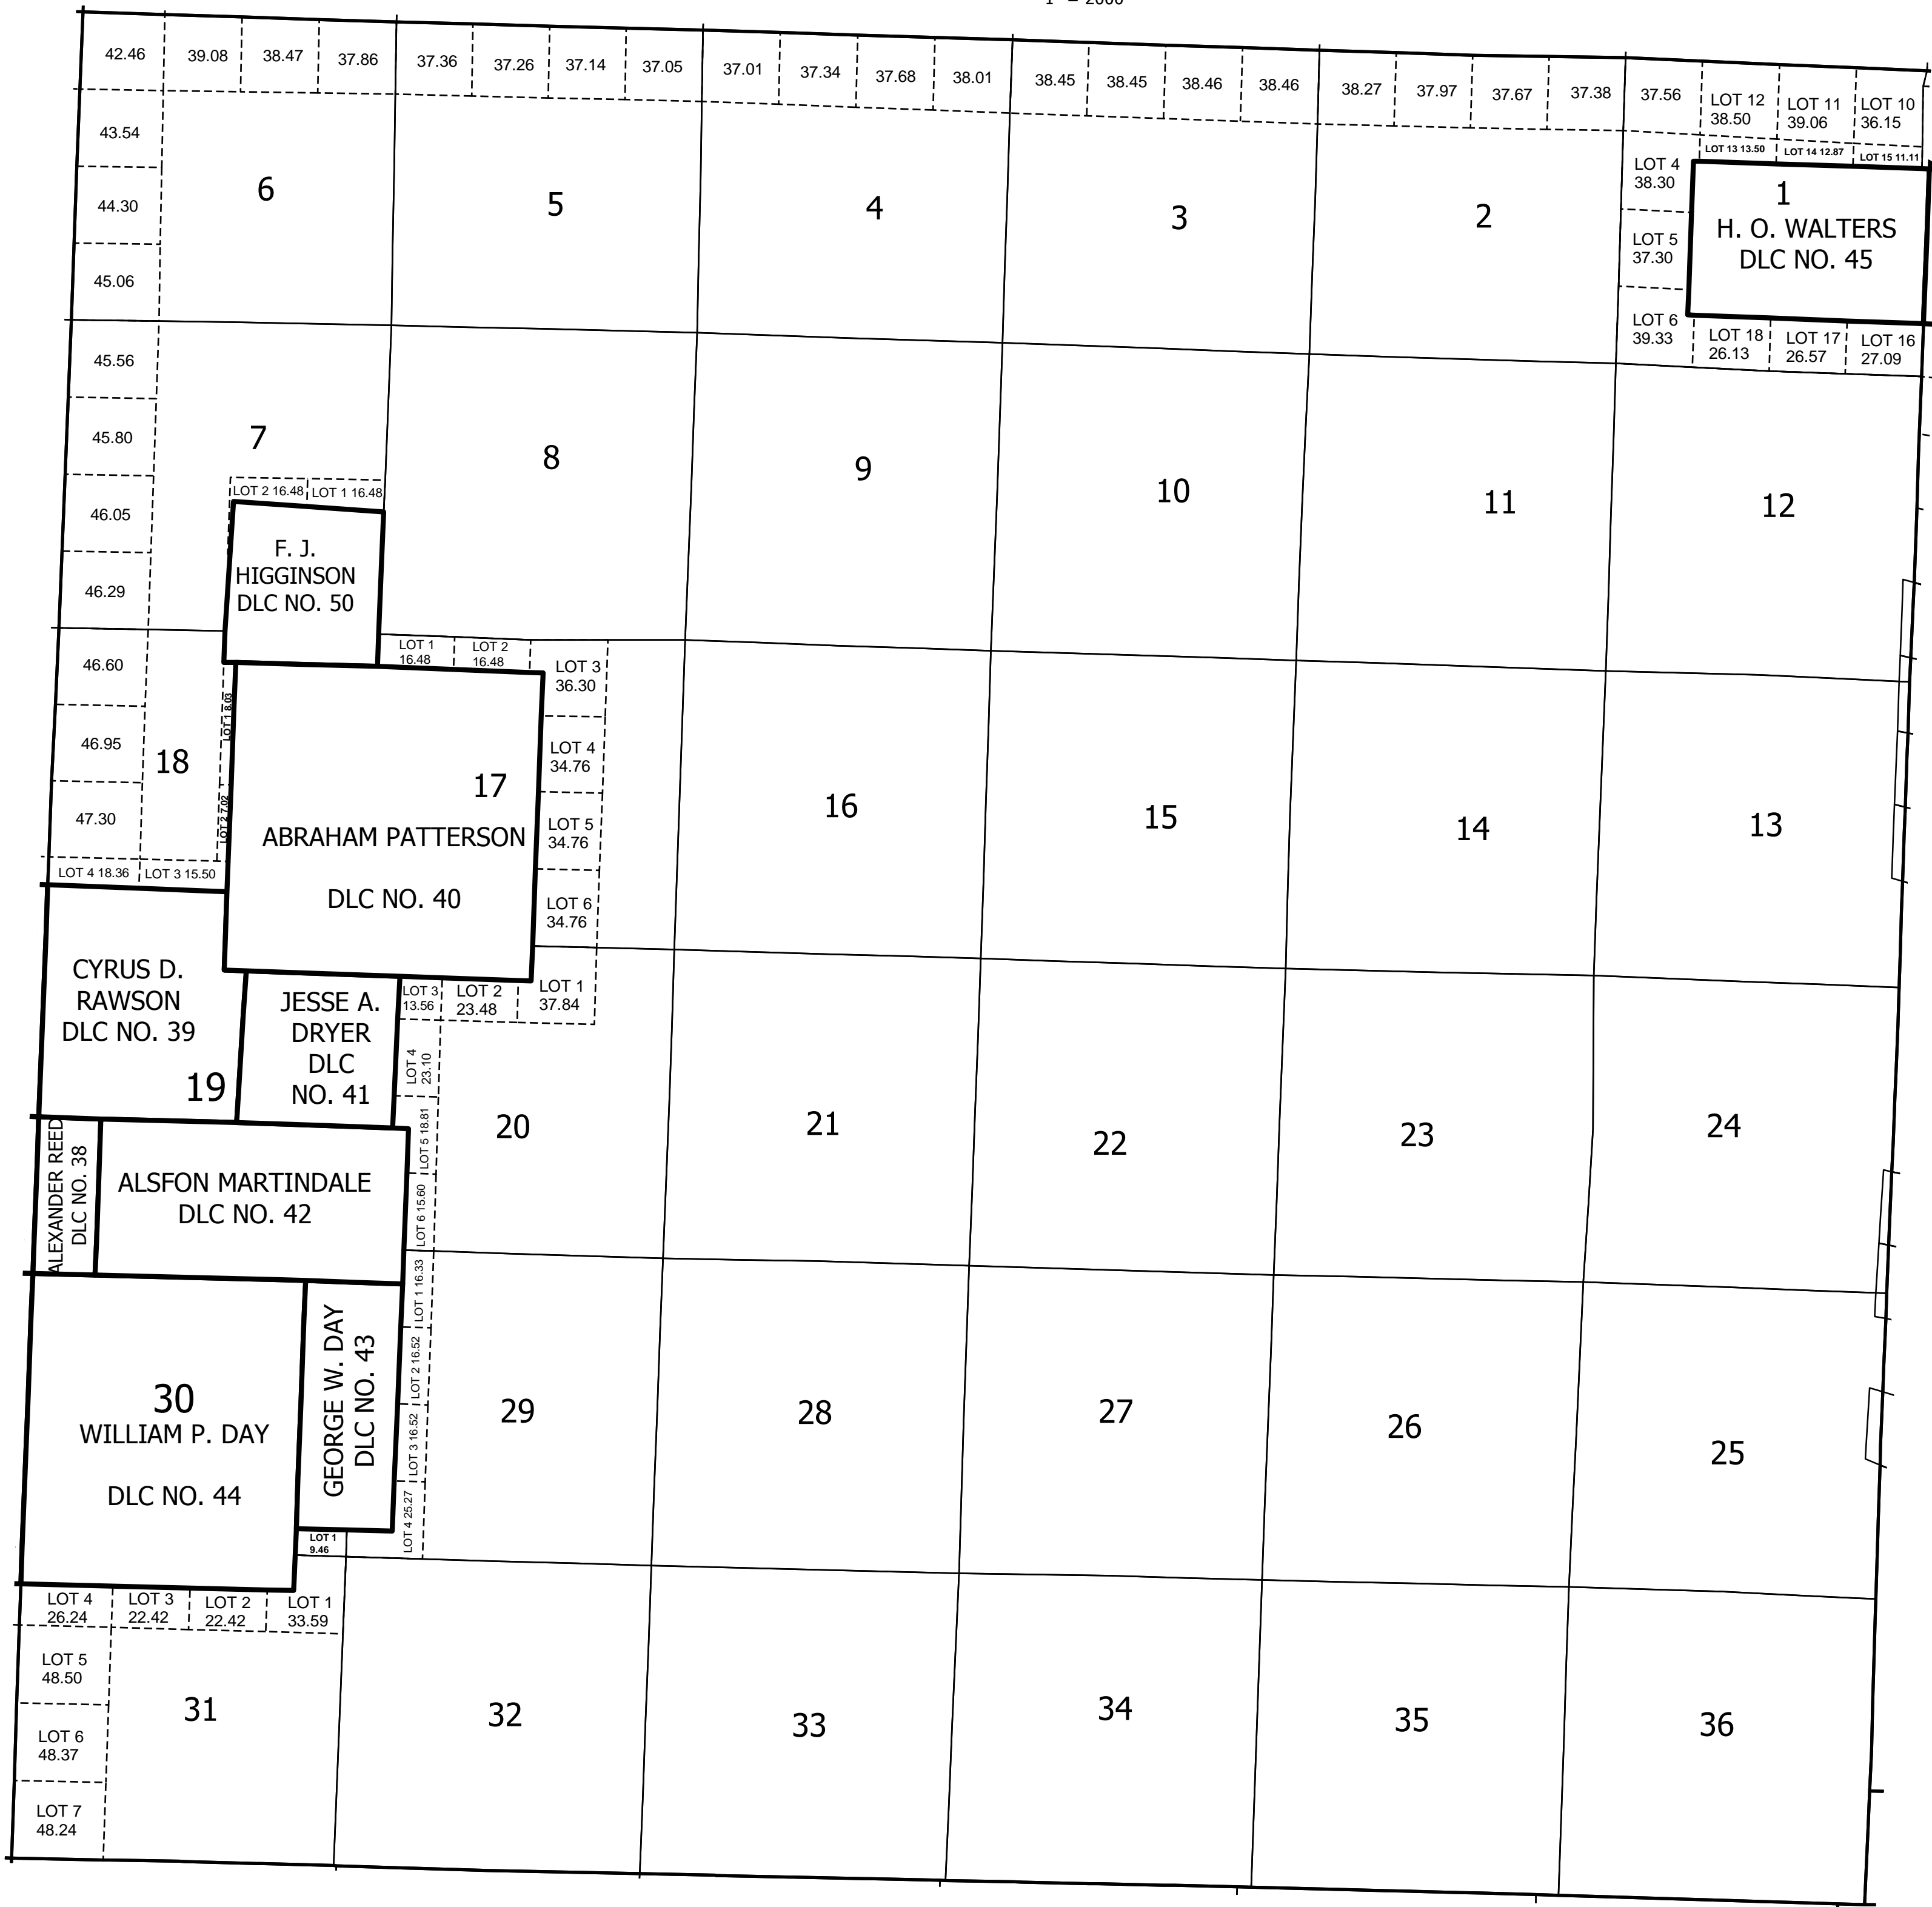 1" = 2000'
42.46
39.08
38.47
37.86
37.36
37.26
37.14
37.05
37.01
37.34
37.68
38.01
38.45
38.45
38.46
38.46
38.27
37.97
37.67
37.38
37.56
LOT 12
38.50
LOT 11
39.06
LOT 10
36.15
LOT 13 13.50
LOT 14 12.87
LOT 15 11.11
43.54
44.30
45.06
6
5
4
3
2
LOT 4
38.30
LOT 5
37.30
LOT 6
39.33
1
H. O. WALTERS
DLC NO. 45
LOT 18
26.13
LOT 17
26.57
LOT 16
27.09
45.56
45.80
46.05
46.29
7
LOT 2 16.48
LOT 1 16.48
F. J.
HIGGINSON
DLC NO. 50
8
9
10
11
12
46.60
46.95
47.30
18
LOT 1 8.03
LOT 2 7.02
LOT 4 18.36
LOT 3 15.50
LOT 1
16.48
LOT 2
16.48
LOT 3
36.30
LOT 4
34.76
LOT 5
34.76
LOT 6
34.76
17
ABRAHAM PATTERSON
DLC NO. 40
16
15
14
13
CYRUS D.
RAWSON
DLC NO. 39
19
JESSE A.
DRYER
DLC
NO. 41
LOT 3
13.56
LOT 2
23.48
LOT 1
37.84
LOT 4
23.10
LOT 5 18.81
LOT 6 15.60
20
21
22
23
24
ALEXANDER REED
DLC NO. 38
ALSFON MARTINDALE
DLC NO. 42
30
WILLIAM P. DAY
DLC NO. 44
GEORGE W. DAY
DLC NO. 43
LOT 1 16.33
LOT 2 16.52
LOT 3 16.52
LOT 4 25.27
29
28
27
26
25
LOT 1
9.46
LOT 4
26.24
LOT 3
22.42
LOT 2
22.42
LOT 1
33.59
LOT 5
48.50
LOT 6
48.37
LOT 7
48.24
31
32
33
34
35
36